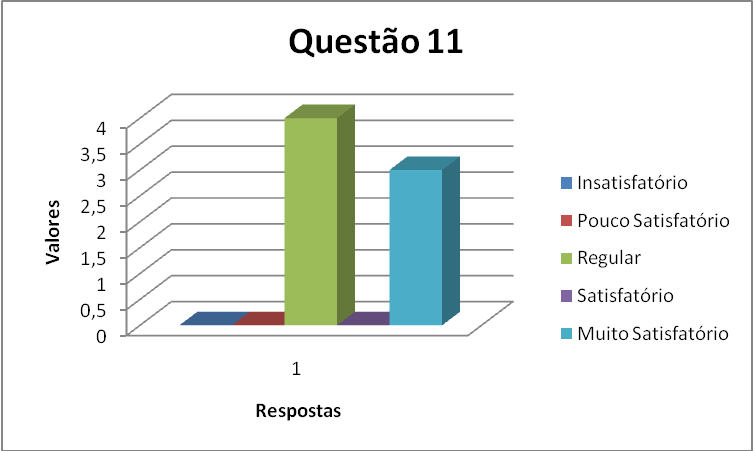 Questão 11
4
3,5
3
2,5
2
1,5
1
0,5
0
Valores
1
Respostas
Insatisfatório
Pouco Satisfatório
Regular
Satisfatório
Muito Satisfatório